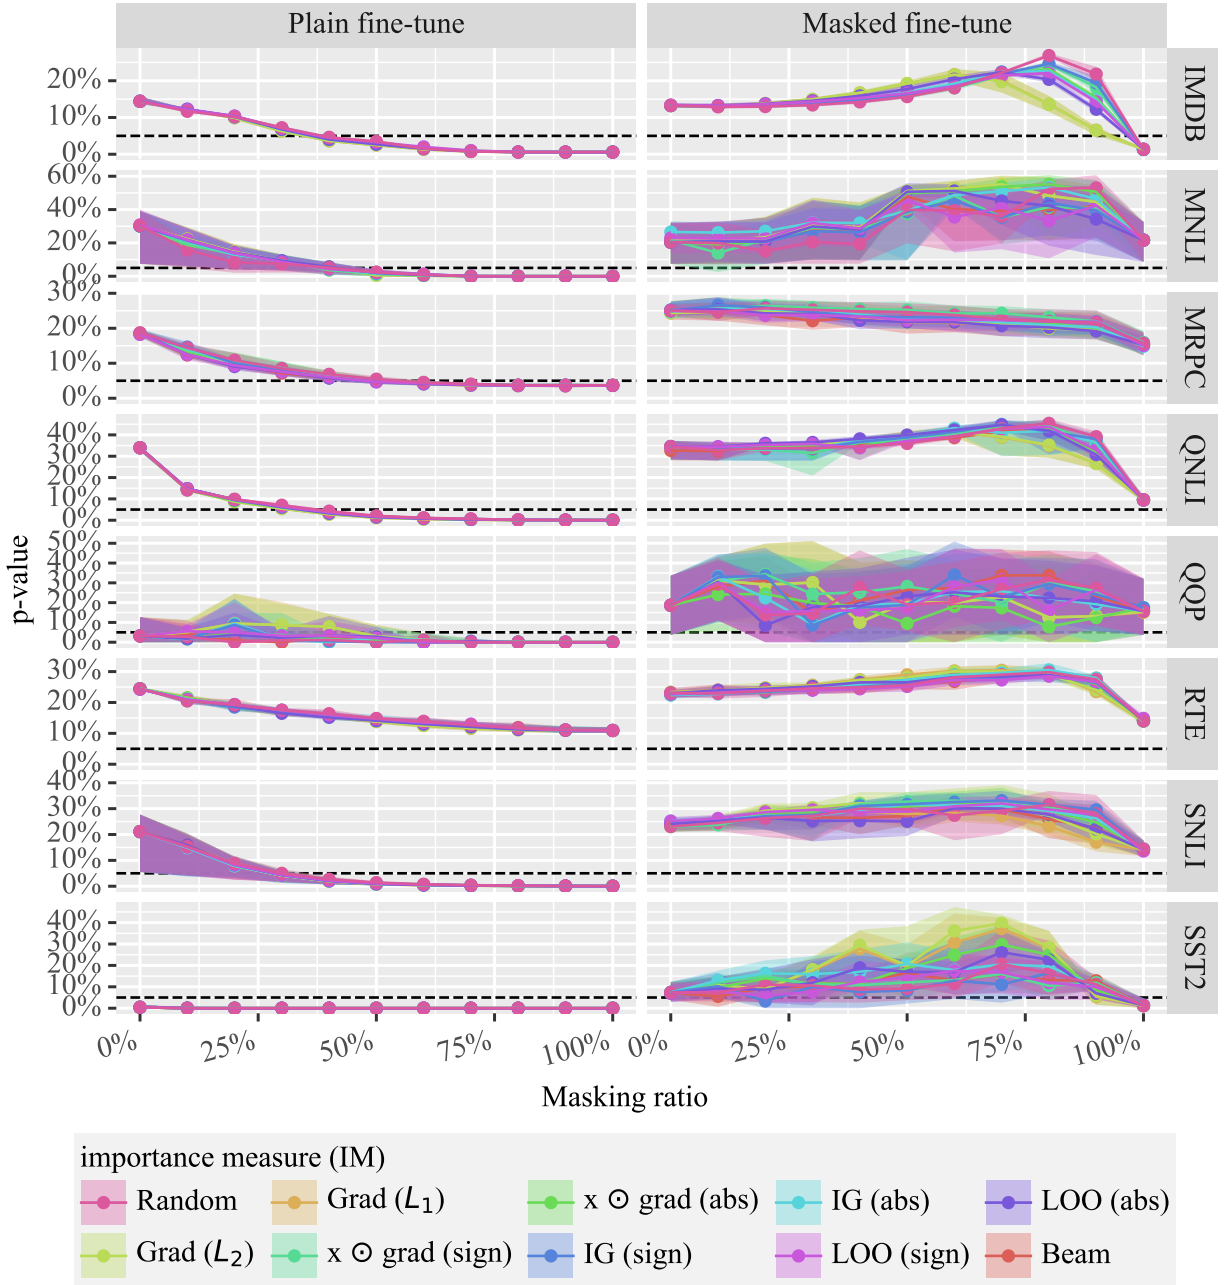 Plain fine-tune
Masked fine-tune
20%
10%
0%
IMDB
60%
40%
20%
0%
MNLI
30%
20%
10%
0%
MRPC
40%
30%
20%
10%
0%
QNLI
50%
40%
30%
20%
10%
0%
QQP
30%
20%
10%
0%
RTE
40%
30%
20%
10%
0%
SNLI
40%
30%
20%
10%
0%
SST2
p-value
0% 25% 50% 75% 100% 0% 25% 50% 75% 100%
Masking ratio
importance measure (IM)
Random Grad (L₁) x ⊙ grad (abs) IG (abs) LOO (abs)
Grad (L₂) x ⊙ grad (sign) IG (sign) LOO (sign) Beam